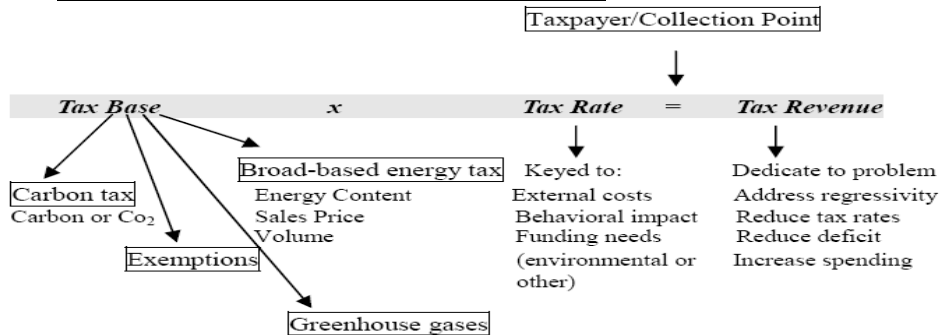 Taxpayer/Collection Point
Tax Base x Tax Rate = Tax Revenue
Carbon tax
Carbon or Co₂
Exemptions
Greenhouse gases
Broad-based energy tax
Energy Content
Sales Price
Volume
Keyed to:
External costs
Behavioral impact
Funding needs
(environmental or
other)
Dedicate to problem
Address regressivity
Reduce tax rates
Reduce deficit
Increase spending